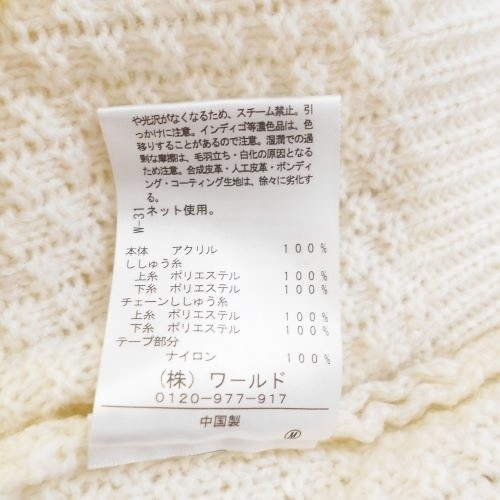 や光沢がなくなるため、スチーム禁止。引
っかけに注意。インディゴ等濃色品は、色
移りすることがあるので注意。湿潤での過
剰な摩擦は、毛羽立ち・白化の原因となる
ため注意。合成皮革・人工皮革・ボンディ
ング・コーティング生地は、徐々に劣化す
る。
W-31
ネット使用。
本体 アクリル 100%
ししゅう糸
上糸 ポリエステル 100%
下糸 ポリエステル 100%
チェーンししゅう糸
上糸 ポリエステル 100%
下糸 ポリエステル 100%
テープ部分
ナイロン 100%
(株) ワールド
0120-977-917
中国製
M